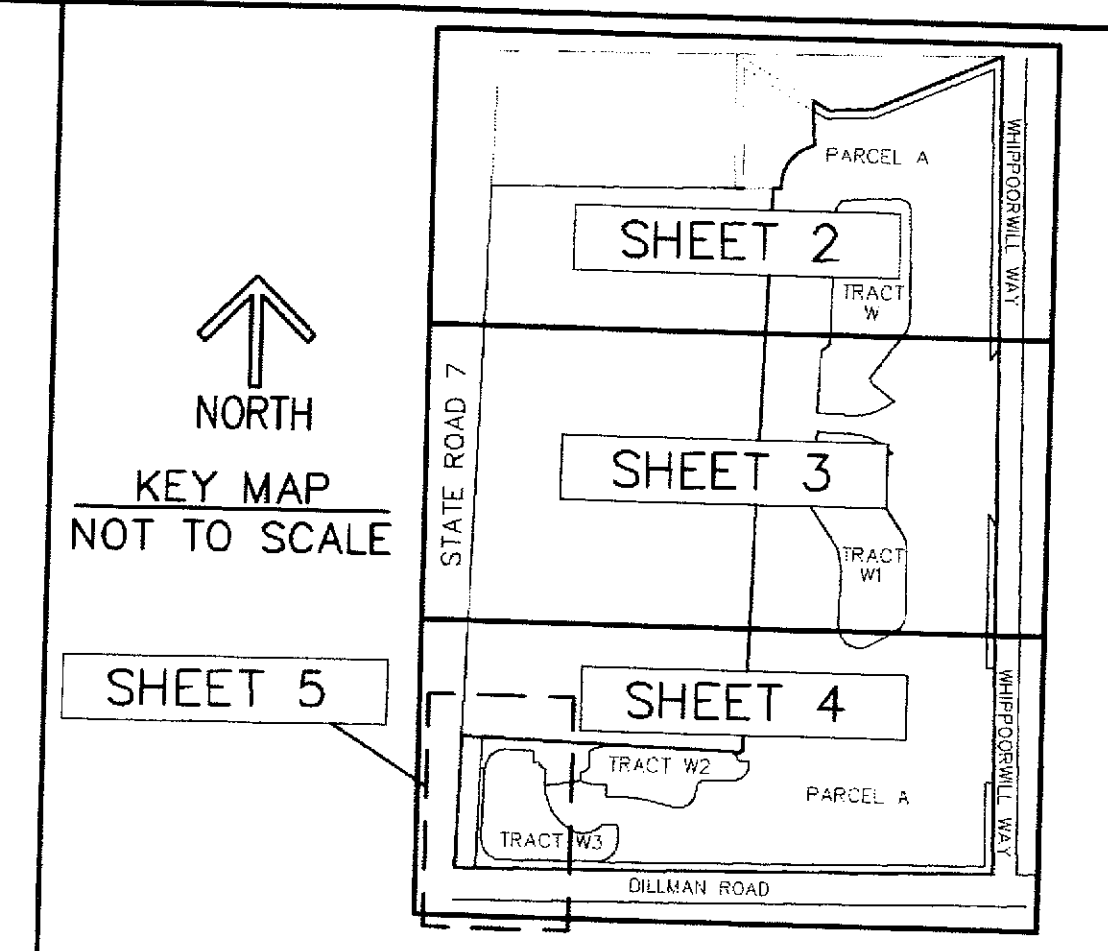 PARCEL A
WHIPPOORWILL WAY
SHEET 2
TRACT
W
NORTH
KEY MAP
NOT TO SCALE
STATE ROAD 7
SHEET 3
TRACT
W1
SHEET 5
SHEET 4
WHIPPOORWILL WAY
TRACT W2
PARCEL A
TRACT W3
DILLMAN ROAD